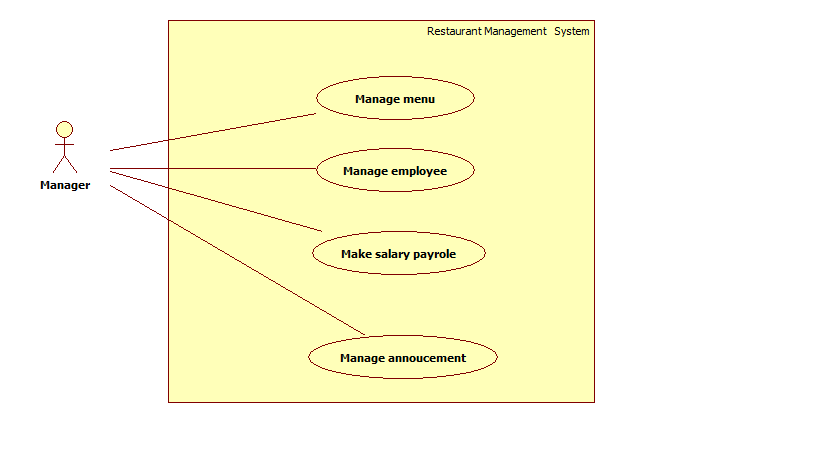 Restaurant Management System
Manage menu
Manage employee
Manager
Make salary payrole
Manage annoucement